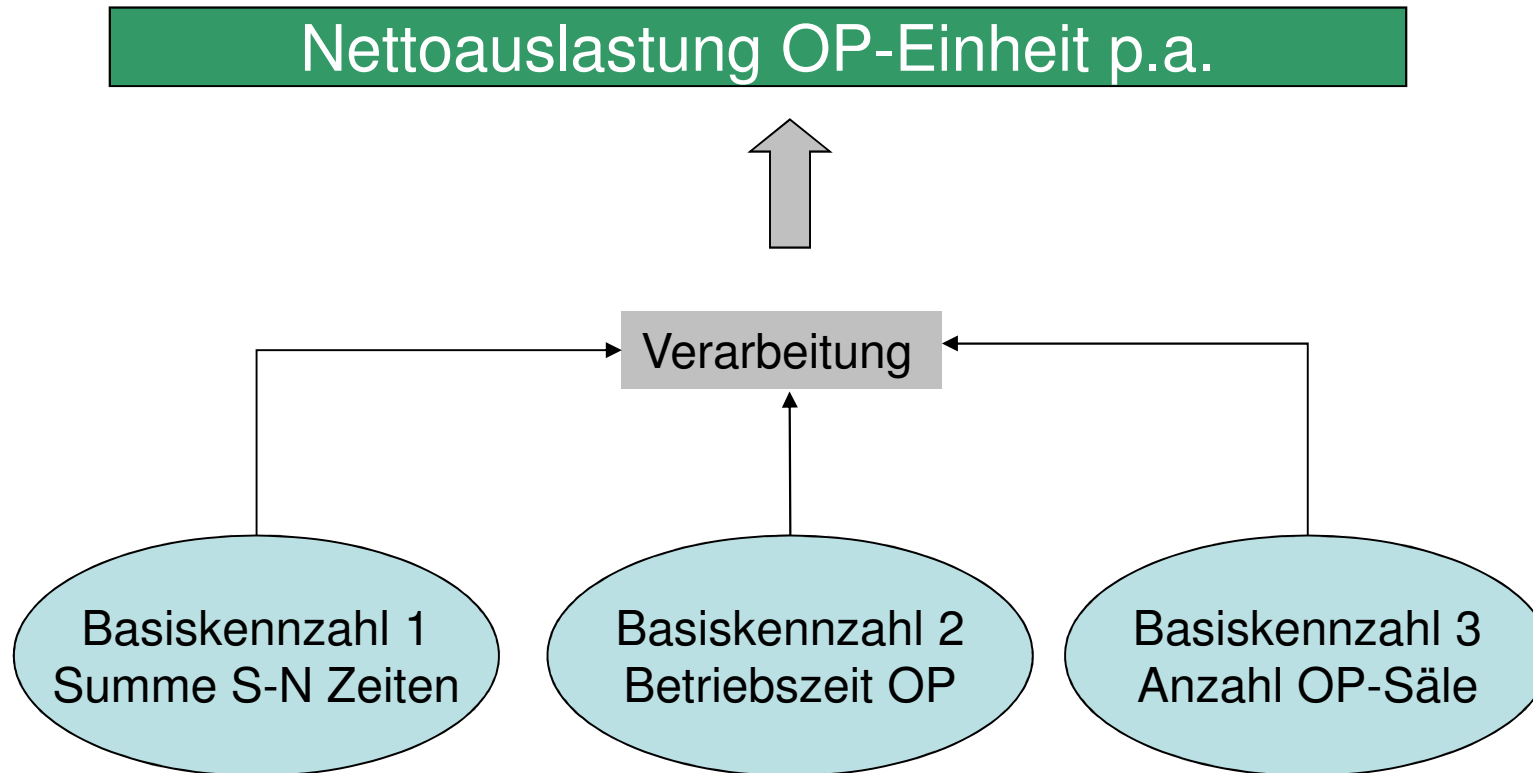 Nettoauslastung OP-Einheit p.a.
Verarbeitung
Basiskennzahl 1
Summe S-N Zeiten
Basiskennzahl 2
Betriebszeit OP
Basiskennzahl 3
Anzahl OP-Säle